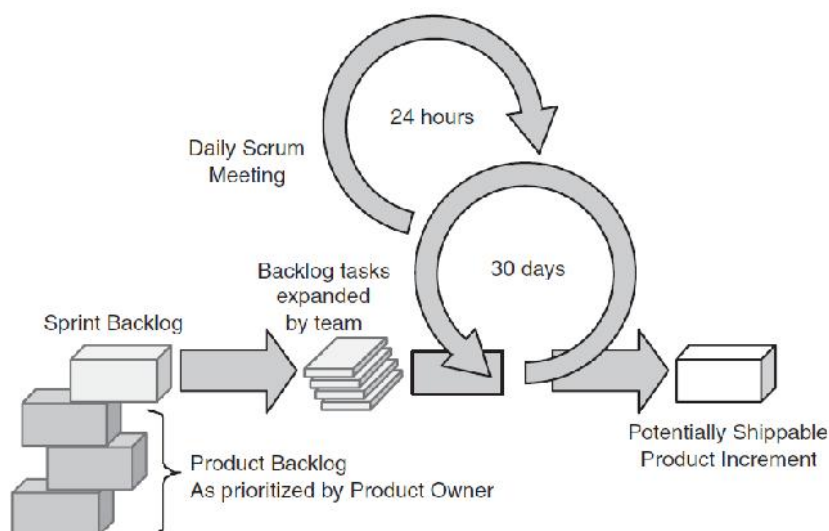 24 hours
Daily Scrum
Meeting
30 days
Backlog tasks
expanded
by team
Sprint Backlog
Potentially Shippable
Product Increment
Product Backlog
As prioritized by Product Owner